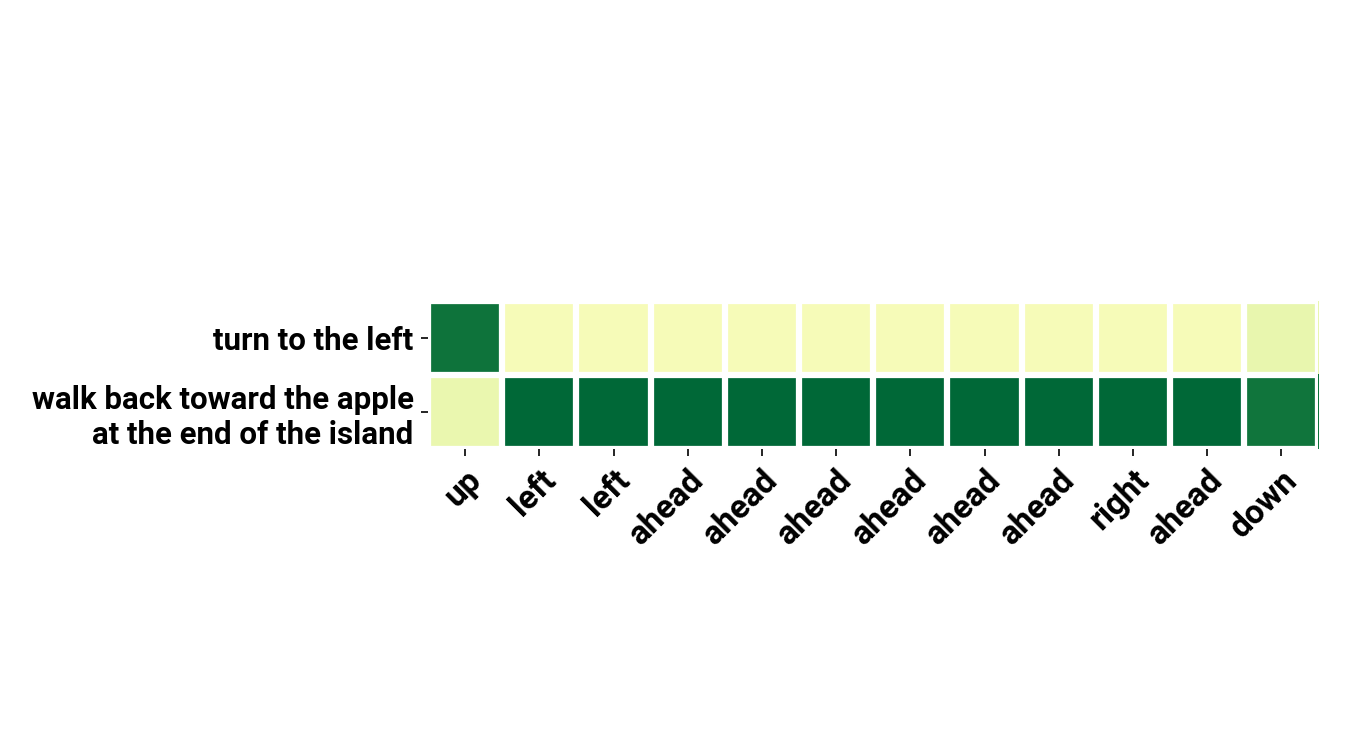 turn to the left
walk back toward the apple
at the end of the island
up
left
left
ahead
ahead
ahead
ahead
ahead
ahead
right
ahead
down